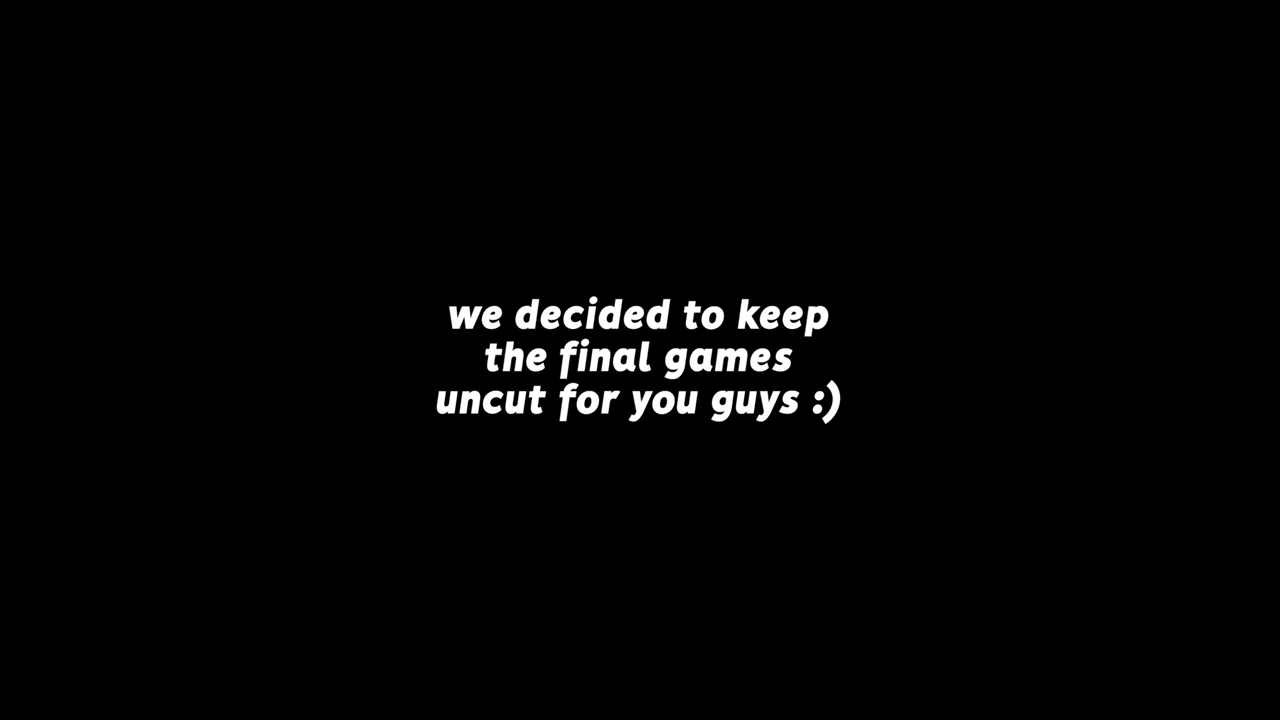 we decided to keep
the final games
uncut for you guys :)